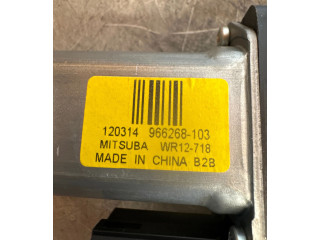 120314 966268-103
MITSUBA WR12-718
MADE IN CHINA B2B